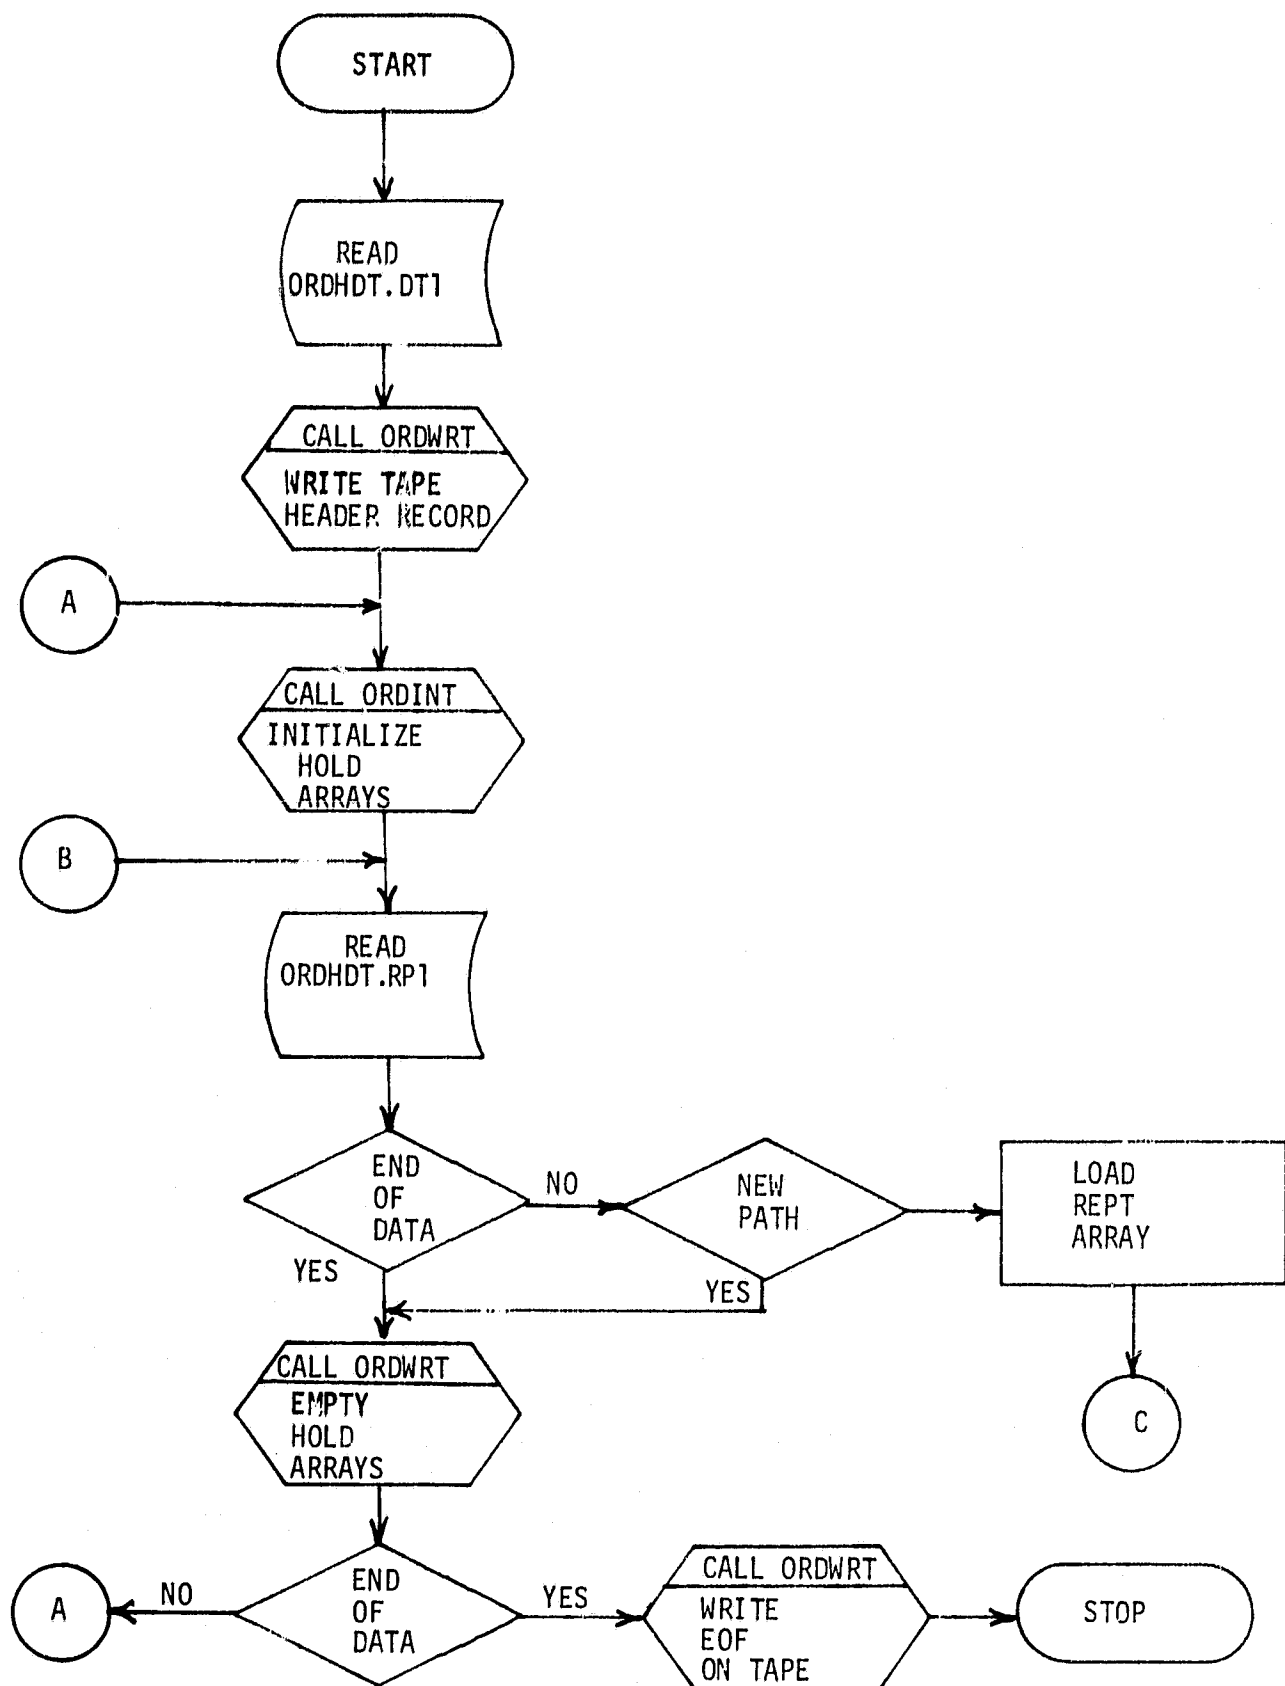 START
READ
ORDHDT.DT1
CALL ORDWRT
WRITE TAPE
HEADER RECORD
A
CALL ORDINT
INITIALIZE
HOLD
ARRAYS
B
READ
ORDHDT.RP1
END
OF
DATA
NO
NEW
PATH
LOAD
REPT
ARRAY
YES
YES
CALL ORDWRT
EMPTY
HOLD
ARRAYS
C
A
NO
END
OF
DATA
YES
CALL ORDWRT
WRITE
EOF
ON TAPE
STOP